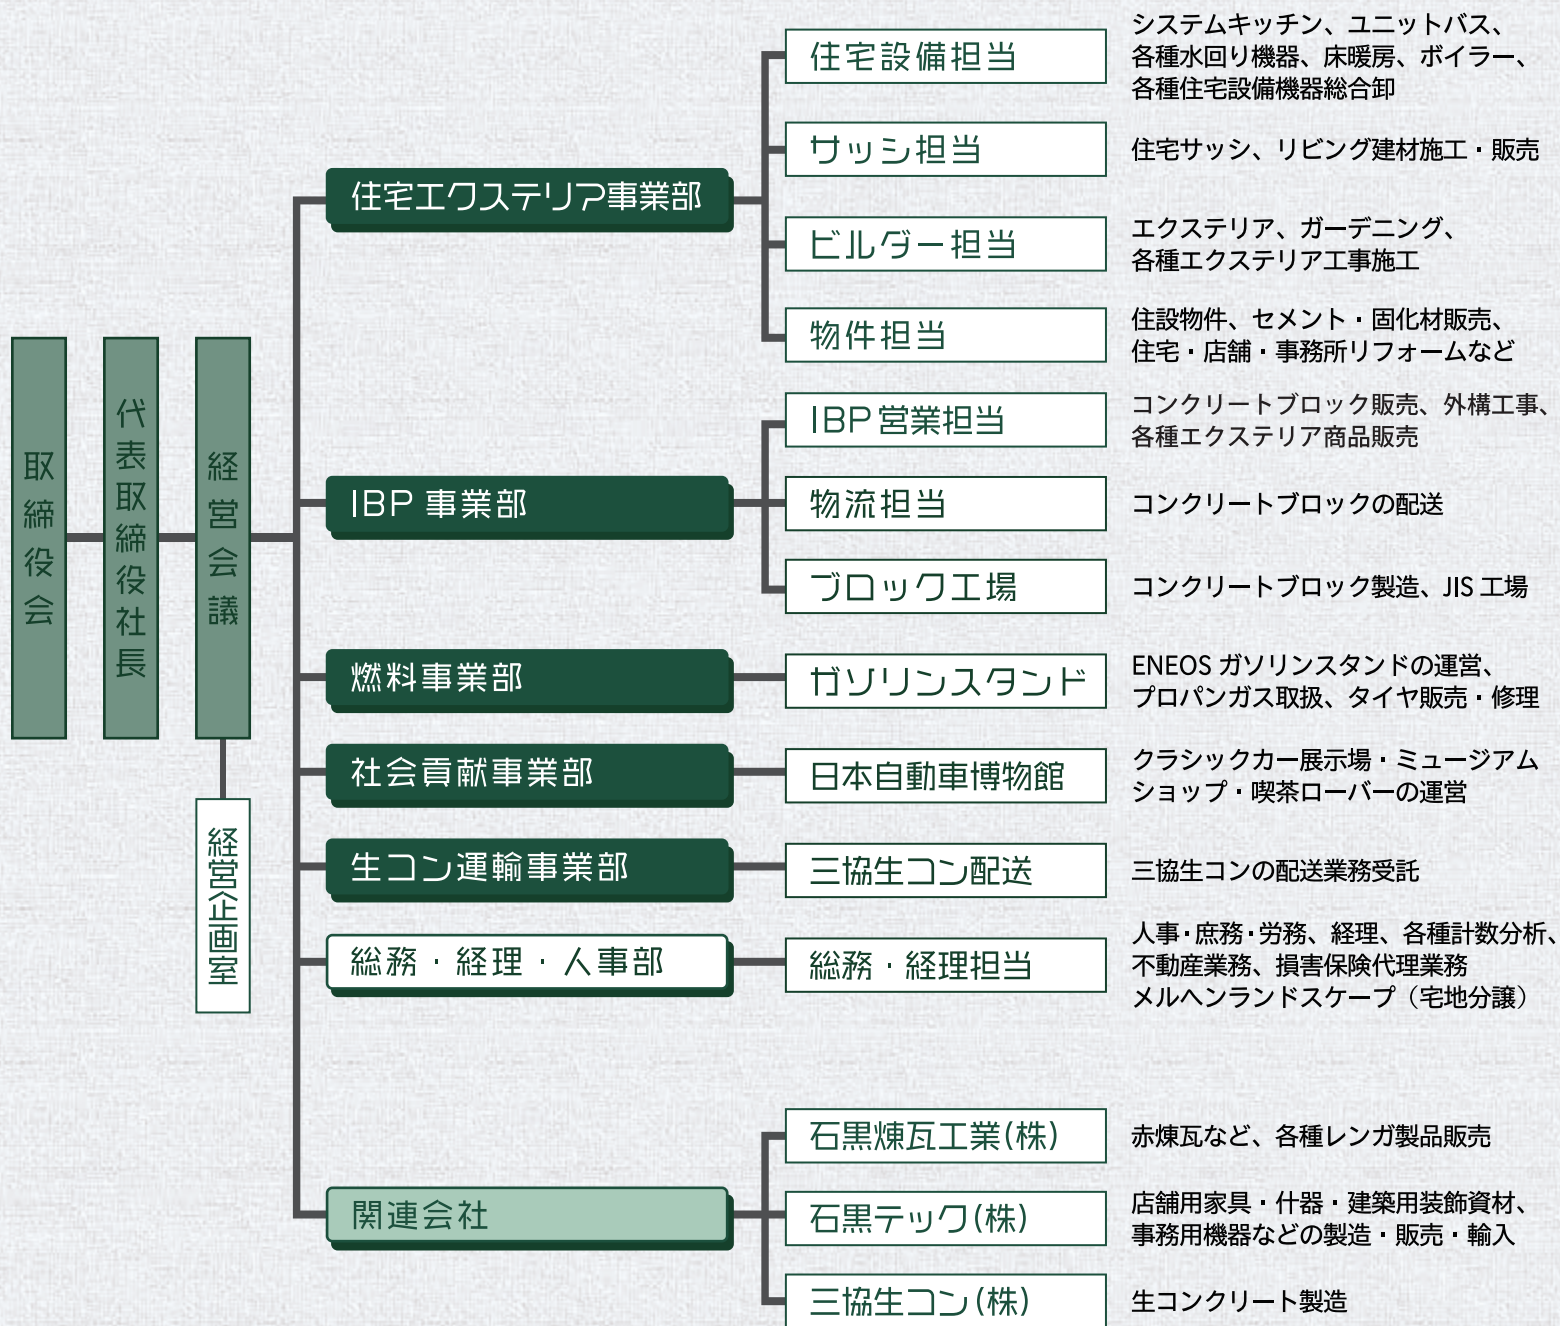 取締役会
代表取締役社長
経営会議
経営企画室
住宅エクステリア事業部
住宅設備担当
システムキッチン、ユニットバス、
各種水回り機器、床暖房、ボイラー、
各種住宅設備機器総合卸
サッシ担当
住宅サッシ、リビング建材施工・販売
ビルダー担当
エクステリア、ガーデニング、
各種エクステリア工事施工
物件担当
住設物件、セメント・固化材販売、
住宅・店舗・事務所リフォームなど
IBP 事業部
IBP 営業担当
コンクリートブロック販売、外構工事、
各種エクステリア商品販売
物流担当
コンクリートブロックの配送
ブロック工場
コンクリートブロック製造、JIS 工場
燃料事業部
ガソリンスタンド
ENEOS ガソリンスタンドの運営、
プロパンガス取扱、タイヤ販売・修理
社会貢献事業部
日本自動車博物館
クラシックカー展示場・ミュージアム
ショップ・喫茶ローバーの運営
生コン運輸事業部
三協生コン配送
三協生コンの配送業務受託
総務・経理・人事部
総務・経理担当
人事・庶務・労務、経理、各種計数分析、
不動産業務、損害保険代理業務
メルヘンランドスケープ（宅地分譲）
関連会社
石黒煉瓦工業(株)
赤煉瓦など、各種レンガ製品販売
石黒テック(株)
店舗用家具・什器・建築用装飾資材、
事務用機器などの製造・販売・輸入
三協生コン(株)
生コンクリート製造